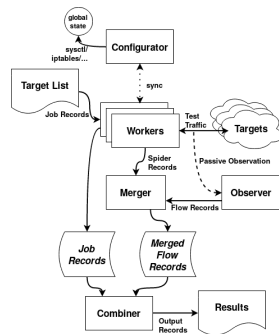 global
state
Configurator
sysctl/
iptables/...
sync
Target List
Job Records
Workers
Test
Traffic
Targets
Spider
Records
Passive Observation
Merger
Observer
Flow Records
Job
Records
Merged
Flow
Records
Combiner
Output
Records
Results